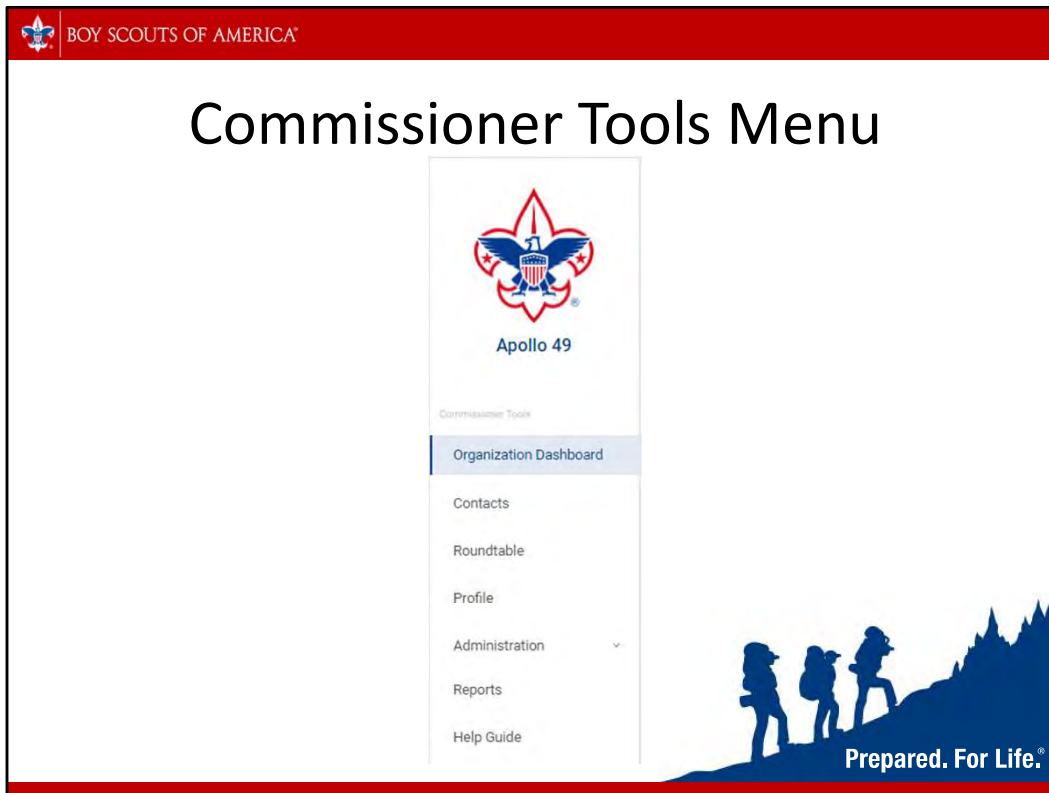 BOY SCOUTS OF AMERICA®
Commissioner Tools Menu
®
Apollo 49
Commissioner Tools
Organization Dashboard
Contacts
Roundtable
Profile
Administration
Reports
Help Guide
Prepared. For Life.®